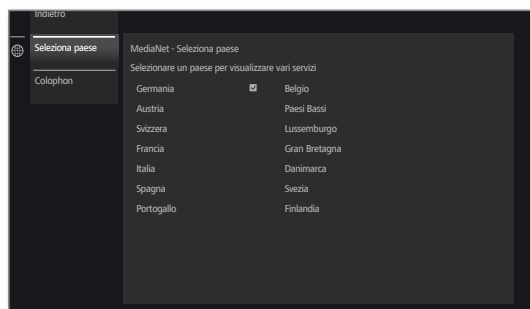 Indietro
Seleziona paese
Colophon
MediaNet - Seleziona paese
Selezionare un paese per visualizzare vari servizi
Germania
Belgio
Austria
Paesi Bassi
Svizzera
Lussemburgo
Francia
Gran Bretagna
Italia
Danimarca
Spagna
Svezia
Portogallo
Finlandia